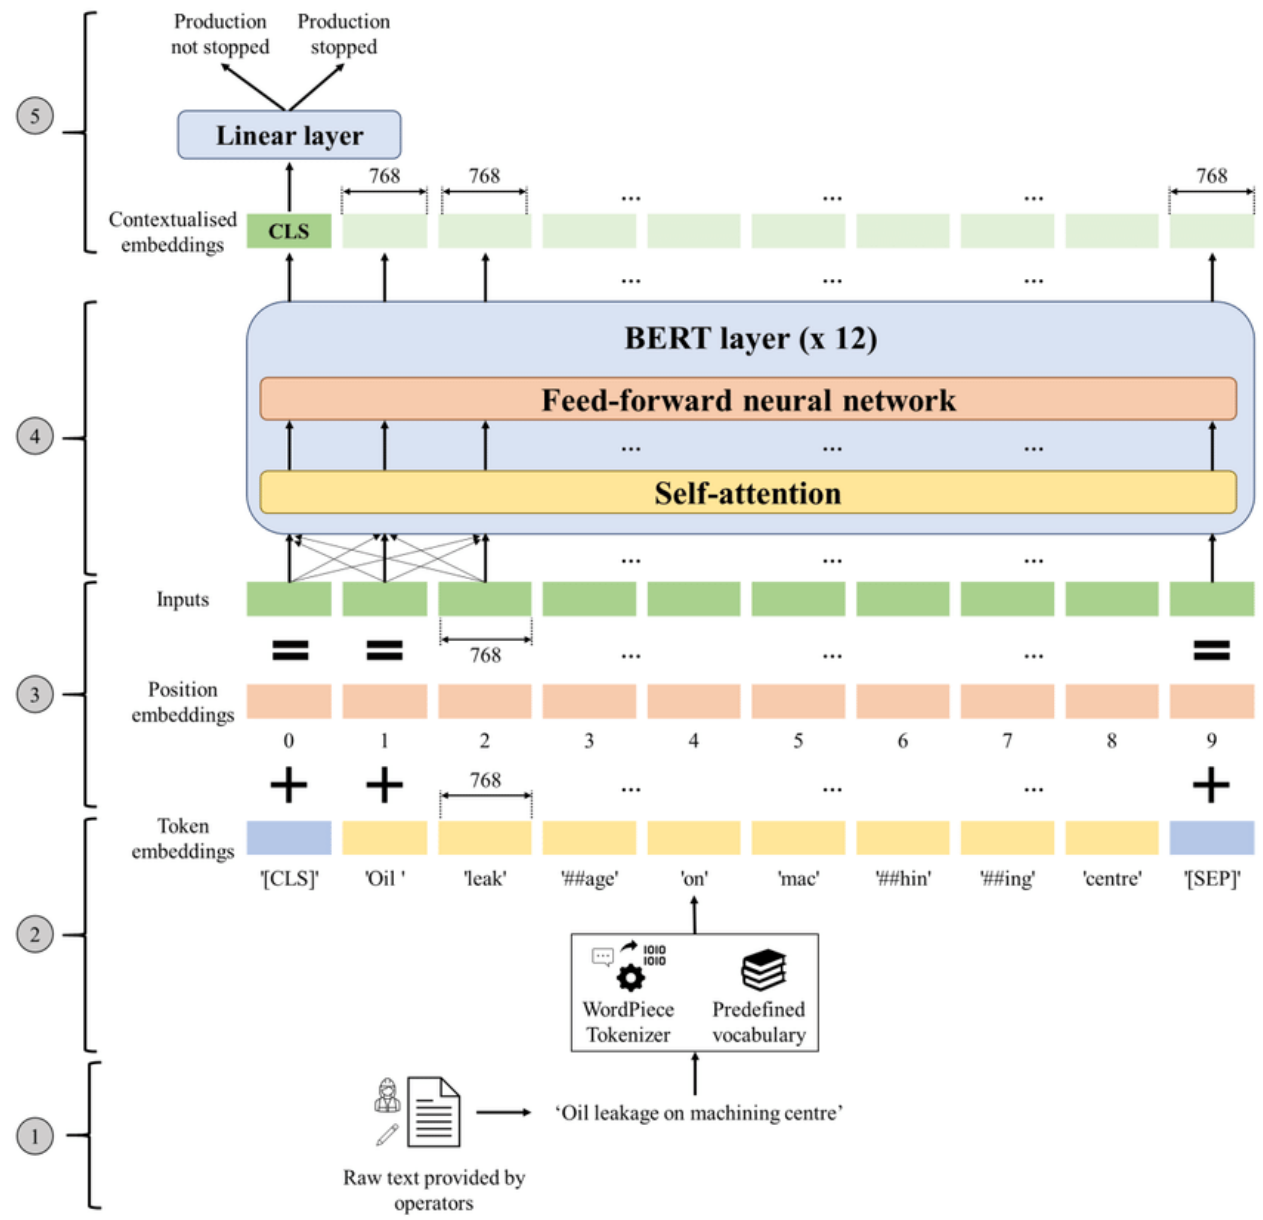 Production
not stopped
Production
stopped
5
Linear layer
768
768
...
...
...
768
Contextualised
embeddings
CLS
...
...
...
BERT layer (x 12)
Feed-forward neural network
4
...
...
...
Self-attention
...
...
...
Inputs
768
...
...
...
3
Position
embeddings
0
1
2
3
4
5
6
7
8
9
768
...
...
...
Token
embeddings
'[CLS]'
'Oil '
'leak'
'##age'
'on'
'mac'
'##hin'
'##ing'
'centre'
'[SEP]'
2
1010
1010
WordPiece
Tokenizer
Predefined
vocabulary
1
‘Oil leakage on machining centre’
Raw text provided by
operators